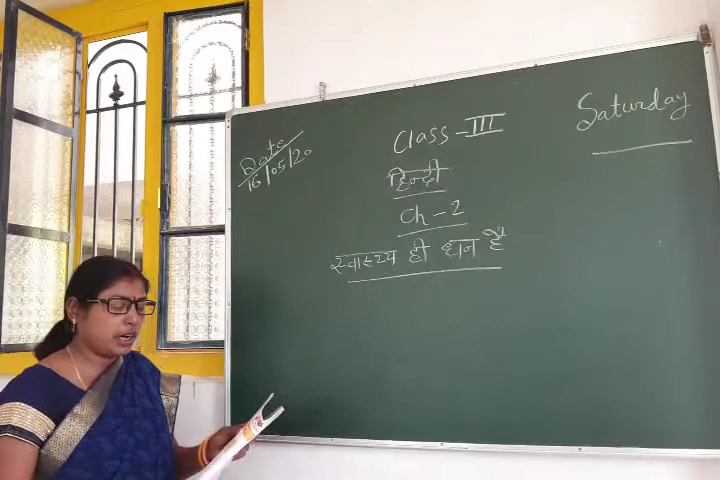 Date
16/05/20
Class - III
Saturday
हिन्दी
Ch - 2
स्वास्थ्य ही धन है